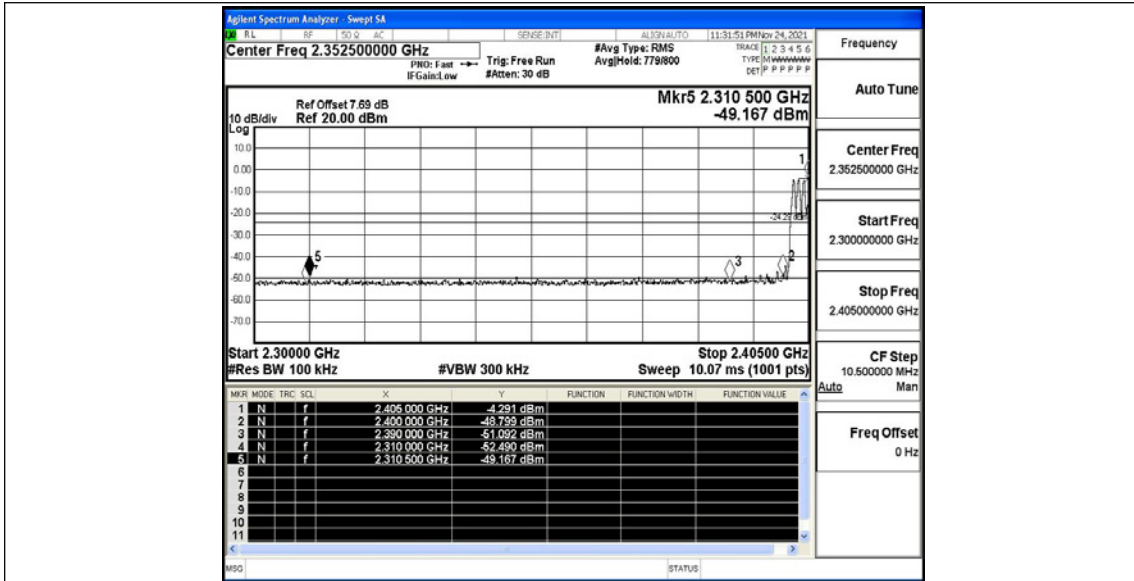 Agilent Spectrum Analyzer - Swept SA
RL RF 50 Ω AC SENSE:INT ALIGNAUTO 11:31:51 PM Nov 24, 2021
Center Freq 2.352500000 GHz
PNO: Fast
IFGain:Low
Trig: Free Run
#Atten: 30 dB
#Avg Type: RMS
Avg|Hold: 779/800
TRACE 1 2 3 4 5 6
TYPE M
DET P P P P P P
Ref Offset 7.69 dB
Ref 20.00 dBm
10 dB/div
Log
Mkr5 2.310 500 GHz
-49.167 dBm
10.0
0.00
-10.0
-20.0
-30.0
-40.0
-50.0
-60.0
-70.0
1
5
3
2
Start 2.30000 GHz
Stop 2.40500 GHz
#Res BW 100 kHz #VBW 300 kHz Sweep 10.07 ms (1001 pts)
MKR MODE TRC SCL X Y FUNCTION FUNCTION WIDTH FUNCTION VALUE
1 N f 2.405 000 GHz -4.291 dBm
2 N f 2.400 000 GHz -48.799 dBm
3 N f 2.390 000 GHz -51.092 dBm
4 N f 2.310 000 GHz -52.490 dBm
5 N f 2.310 500 GHz -49.167 dBm
6
7
8
9
10
11
MSG STATUS
Frequency
Auto Tune
Center Freq
2.352500000 GHz
Start Freq
2.300000000 GHz
Stop Freq
2.405000000 GHz
CF Step
10.500000 MHz
Auto Man
Freq Offset
0 Hz